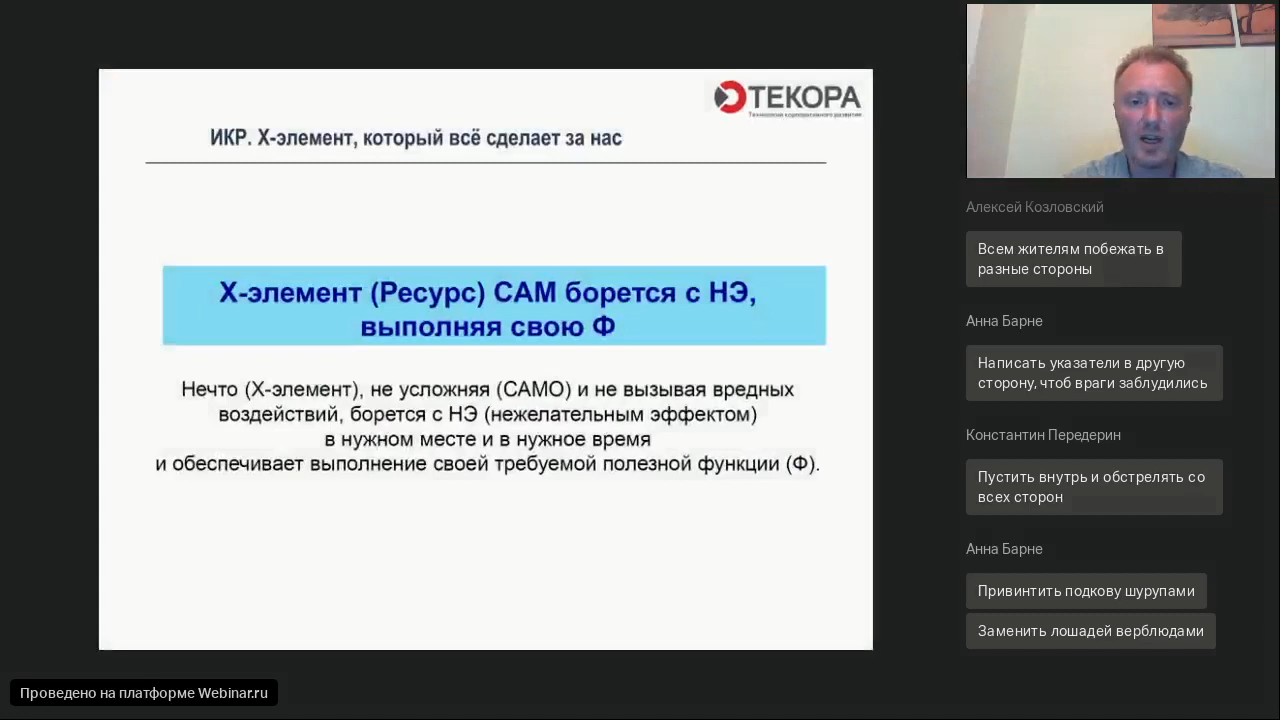 ТЕКОРА
Технологии корпоративного развития
ИКР. Х-элемент, который всё сделает за нас
Х-элемент (Ресурс) САМ борется с НЭ,
выполняя свою Ф
Нечто (Х-элемент), не усложняя (САМО) и не вызывая вредных
воздействий, борется с НЭ (нежелательным эффектом)
в нужном месте и в нужное время
и обеспечивает выполнение своей требуемой полезной функции (Ф).
Алексей Козловский
Всем жителям побежать в
разные стороны
Анна Барне
Написать указатели в другую
сторону, чтоб враги заблудились
Константин Передерин
Пустить внутрь и обстрелять со
всех сторон
Анна Барне
Привинтить подкову шурупами
Заменить лошадей верблюдами
Проведено на платформе Webinar.ru